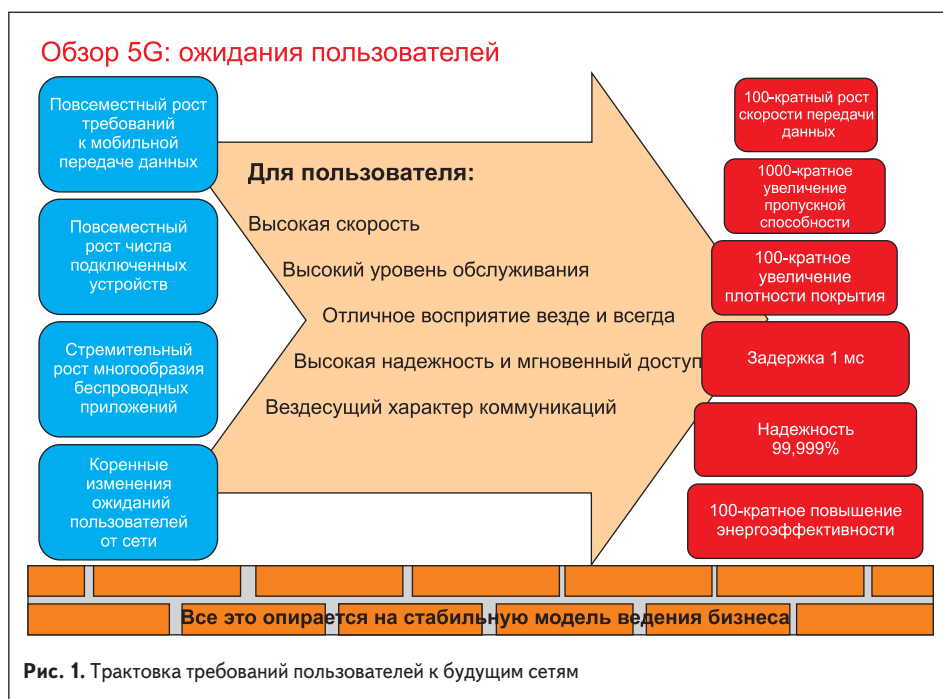 Обзор 5G: ожидания пользователей
Повсеместный рост
требований
к мобильной
передаче данных
Повсеместный
рост числа
подключенных
устройств
Стремительный
рост многообразия
беспроводных
приложений
Коренные
изменения
ожиданий
пользователей
от сети
Для пользователя:
Высокая скорость
Высокий уровень обслуживания
Отличное восприятие везде и всегда
Высокая надежность и мгновенный доступ
Вездесущий характер коммуникаций
100-кратный рост
скорости передачи
данных
1000-кратное
увеличение
пропускной
способности
100-кратное
увеличение
плотности покрытия
Задержка 1 мс
Надежность
99,999%
100-кратное повышение
энергоэффективности
Все это опирается на стабильную модель ведения бизнеса
Рис. 1. Трактовка требований пользователей к будущим сетям